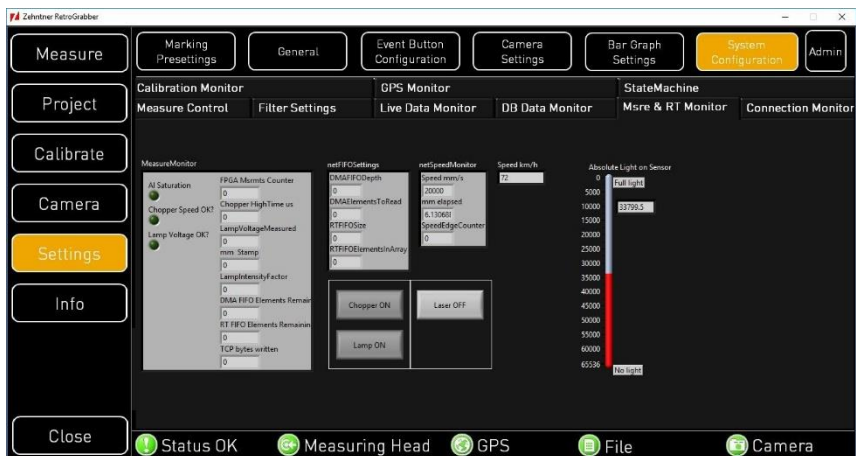 Zehntner RetroGrabber
Measure
Project
Calibrate
Camera
Settings
Info
Close
Marking Presettings
General
Event Button Configuration
Camera Settings
Bar Graph Settings
System Configuration
Admin
Calibration Monitor
GPS Monitor
StateMachine
Measure Control
Filter Settings
Live Data Monitor
DB Data Monitor
Msre & RT Monitor
Connection Monitor
MeasureMonitor
AI Saturation
Chopper Speed OK?
Lamp Voltage OK?
FPGA Msrmts Counter
0
Chopper HighTime us
0
LampVoltageMeasured
0
mm Stamp
0
LampIntensityFactor
0
DMA FIFO Elements Remain
0
RT FIFO Elements Remainin
0
TCP bytes written
0
netFIFOSettings
DMAFIFODepth
0
DMAElementsToRead
0
RTFIFOSize
0
RTFIFOElementsInArray
0
netSpeedMonitor
Speed mm/s
20000
mm elapsed
6.13068I
SpeedEdgeCounter
0
Speed km/h
72
Chopper ON
Laser OFF
Lamp ON
Absolute Light on Sensor
0
Full light
5000
10000
33799.5
15000
20000
25000
30000
35000
40000
45000
50000
55000
60000
65536
No light
Status OK
Measuring Head
GPS
File
Camera